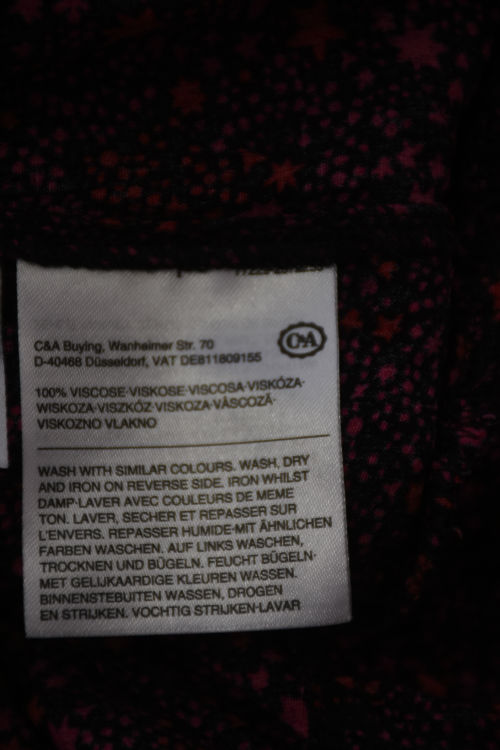 C&A Buying, Wanheimer Str. 70
D-40468 Düsseldorf, VAT DE811809155
C&A
100% VISCOSE·VISKOSE·VISCOSA·VISKÓZA·
WISKOZA·VISZKÓZ·VISKOZA·VÂSCOZĂ·
VISKOZNO VLAKNO
WASH WITH SIMILAR COLOURS. WASH, DRY
AND IRON ON REVERSE SIDE. IRON WHILST
DAMP·LAVER AVEC COULEURS DE MEME
TON. LAVER, SECHER ET REPASSER SUR
L'ENVERS. REPASSER HUMIDE·MIT ÄHNLICHEN
FARBEN WASCHEN. AUF LINKS WASCHEN,
TROCKNEN UND BÜGELN. FEUCHT BÜGELN·
MET GELIJKAARDIGE KLEUREN WASSEN.
BINNENSTEBUITEN WASSEN, DROGEN
EN STRIJKEN. VOCHTIG STRIJKEN·LAVAR